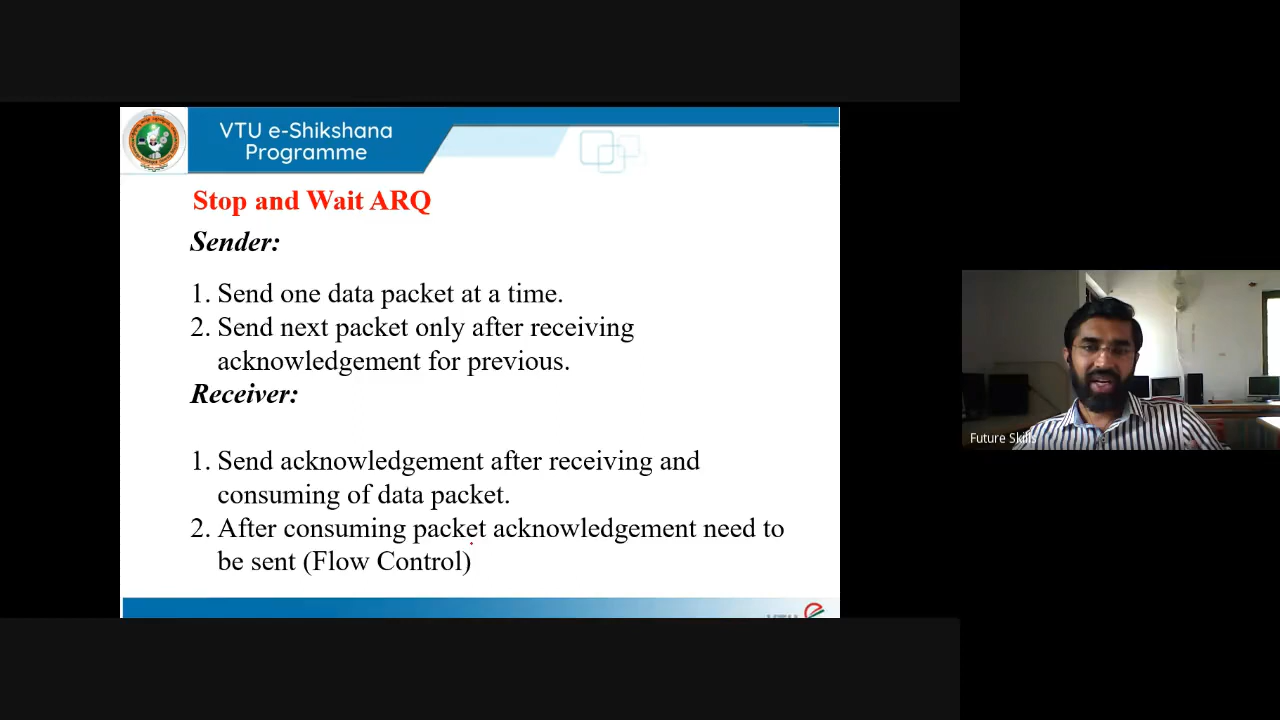 VTU e-Shikshana
Programme
Stop and Wait ARQ
Sender:
1. Send one data packet at a time.
2. Send next packet only after receiving
acknowledgement for previous.
Receiver:
1. Send acknowledgement after receiving and
consuming of data packet.
2. After consuming packet acknowledgement need to
be sent (Flow Control)
Future Skills